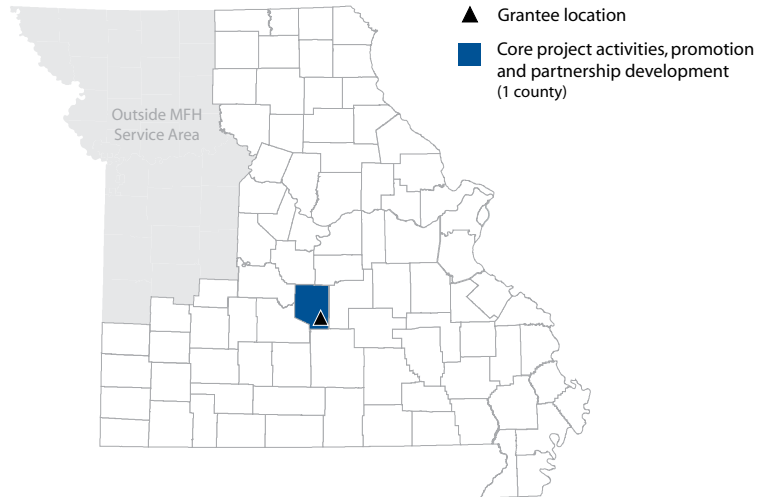 Grantee location
Core project activities, promotion
and partnership development
(1 county)
Outside MFH
Service Area